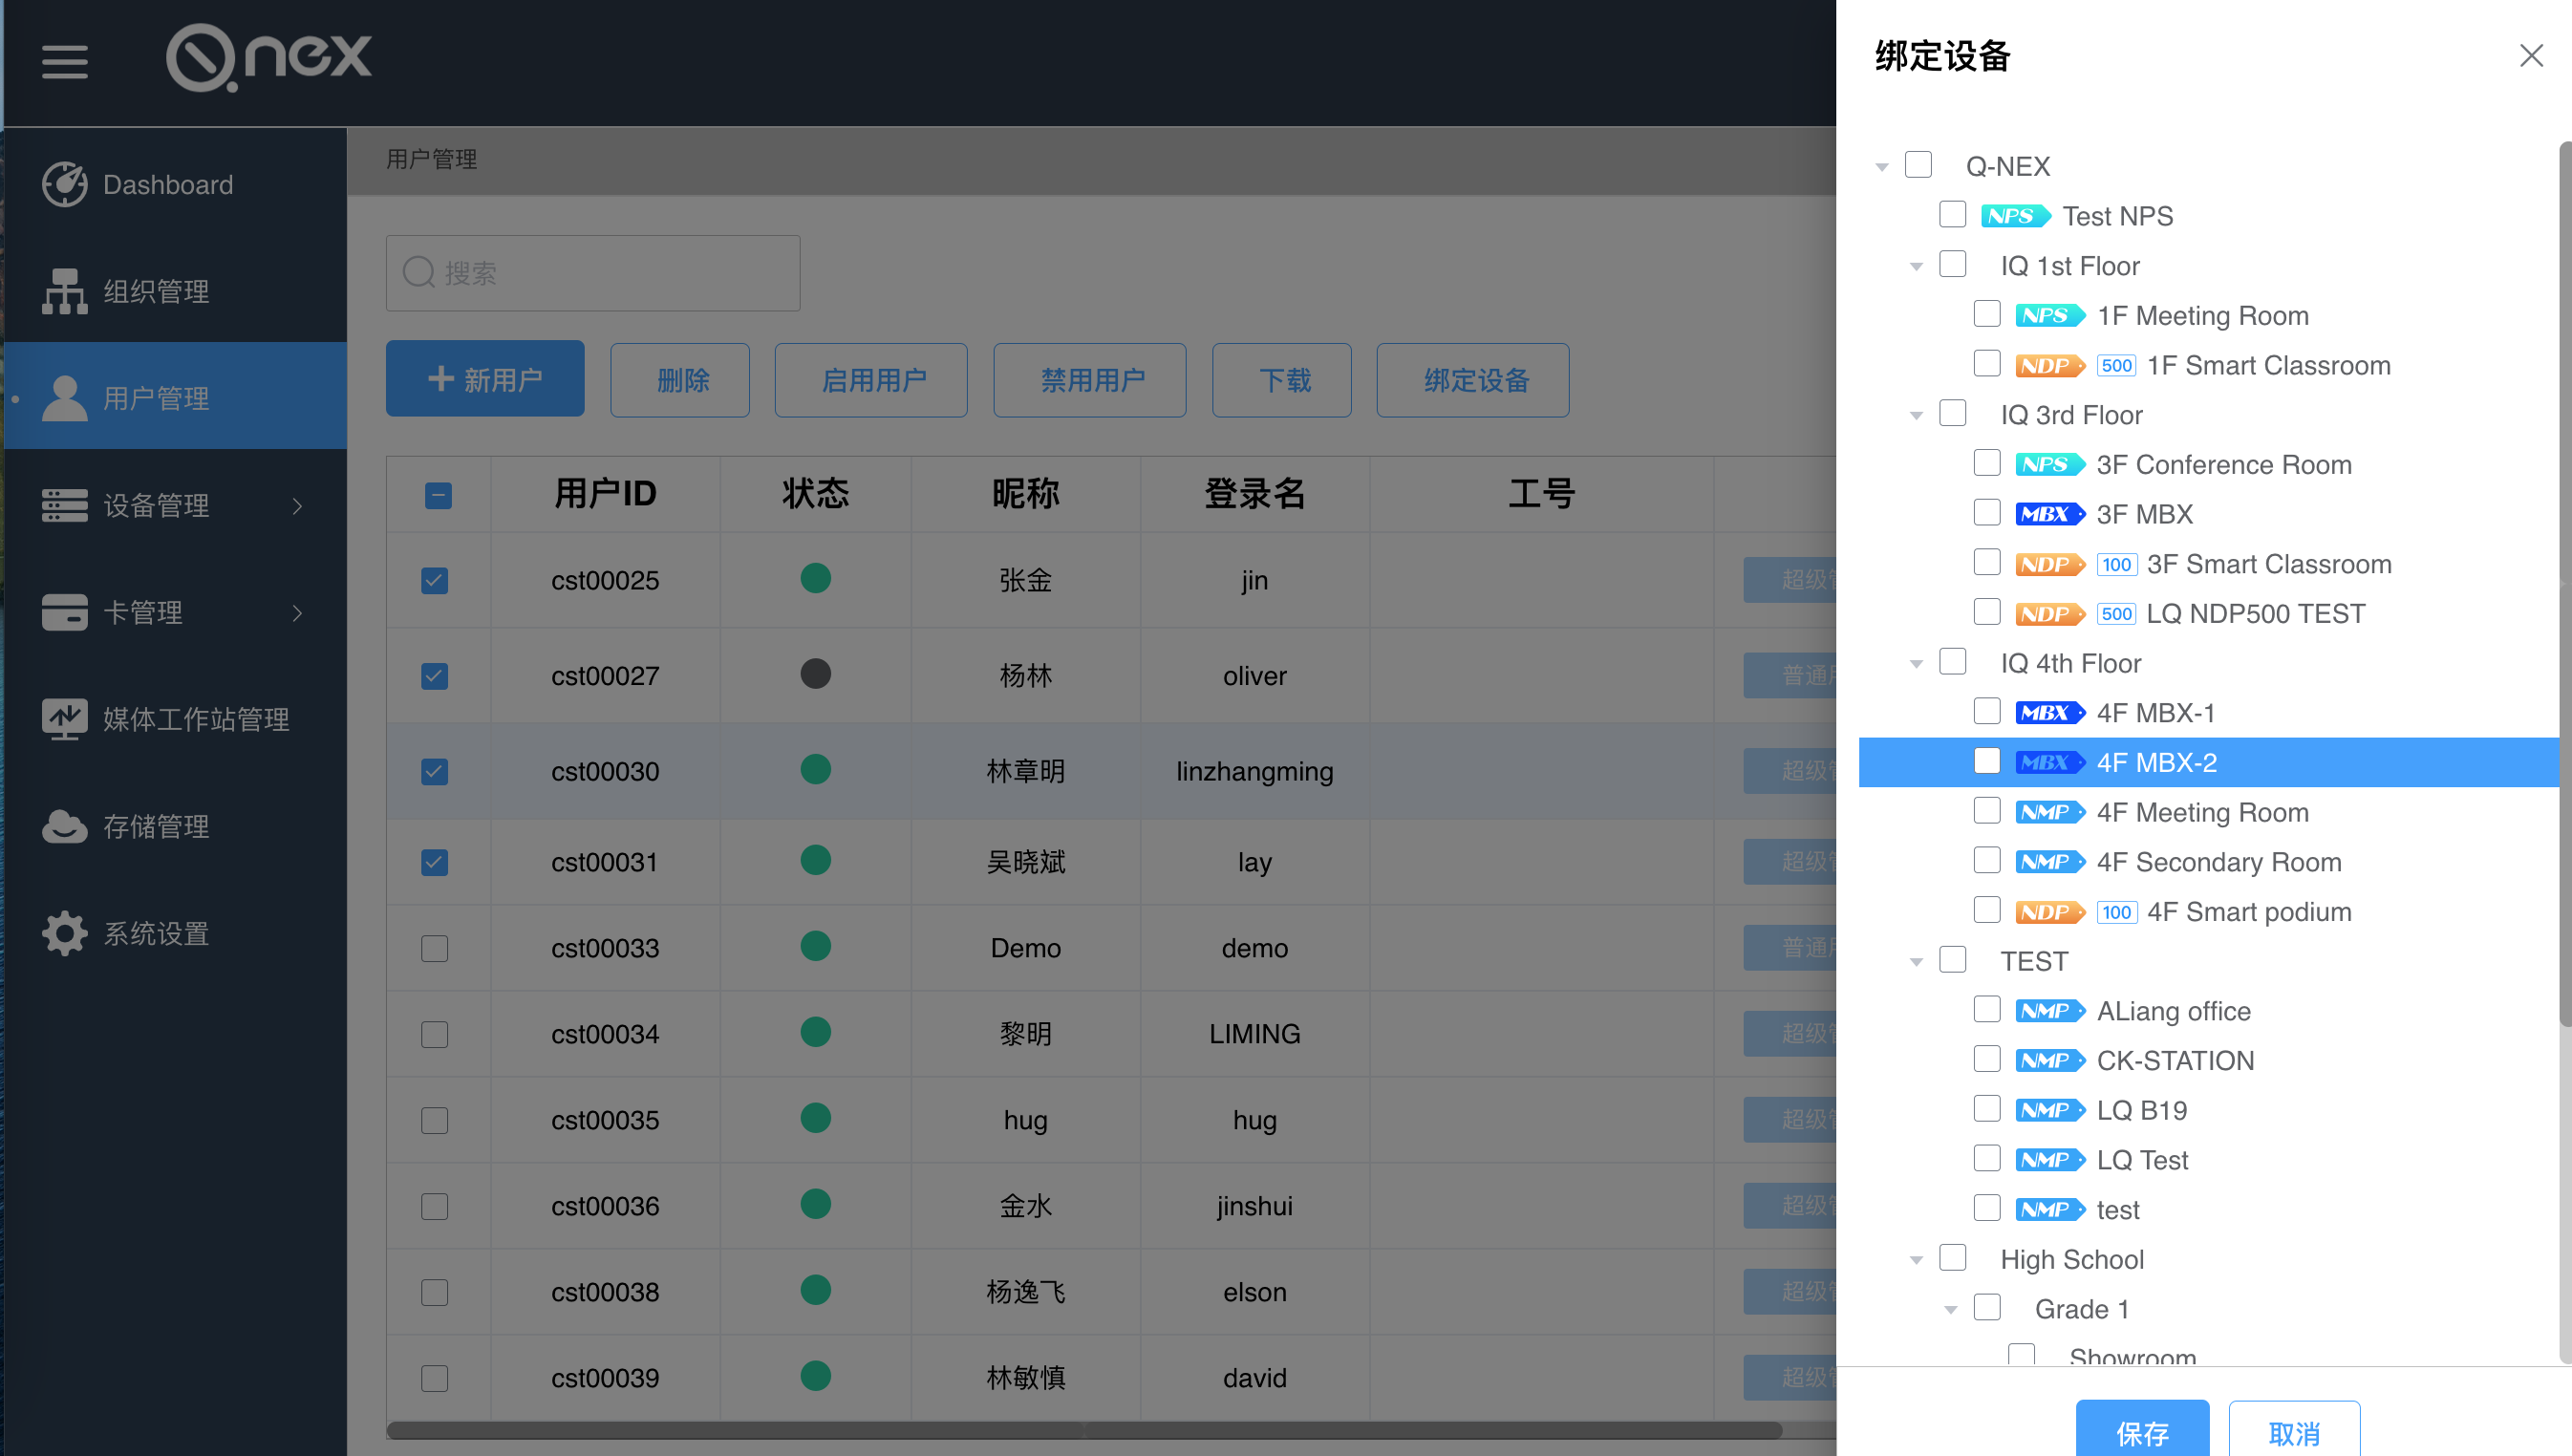 Qnex
Dashboard
组织管理
用户管理
设备管理
卡管理
媒体工作站管理
存储管理
系统设置
用户管理
搜索
新用户 删除 启用用户 禁用用户 下载 绑定设备
用户ID 状态 昵称 登录名 工号
cst00025 张金 jin 超级
cst00027 杨林 oliver 普通
cst00030 林章明 linzhangming 超级
cst00031 吴晓斌 lay 超级
cst00033 Demo demo 普通
cst00034 黎明 LIMING 超级
cst00035 hug hug 超级
cst00036 金水 jinshui 超级
cst00038 杨逸飞 elson 超级
cst00039 林敏慎 david 超级
绑定设备
Q-NEX
NPS Test NPS
IQ 1st Floor
NPS 1F Meeting Room
NDP 500 1F Smart Classroom
IQ 3rd Floor
NPS 3F Conference Room
MBX 3F MBX
NDP 100 3F Smart Classroom
NDP 500 LQ NDP500 TEST
IQ 4th Floor
MBX 4F MBX-1
MBX 4F MBX-2
NMP 4F Meeting Room
NMP 4F Secondary Room
NDP 100 4F Smart podium
TEST
NMP ALiang office
NMP CK-STATION
NMP LQ B19
NMP LQ Test
NMP test
High School
Grade 1
Showroom
保存 取消